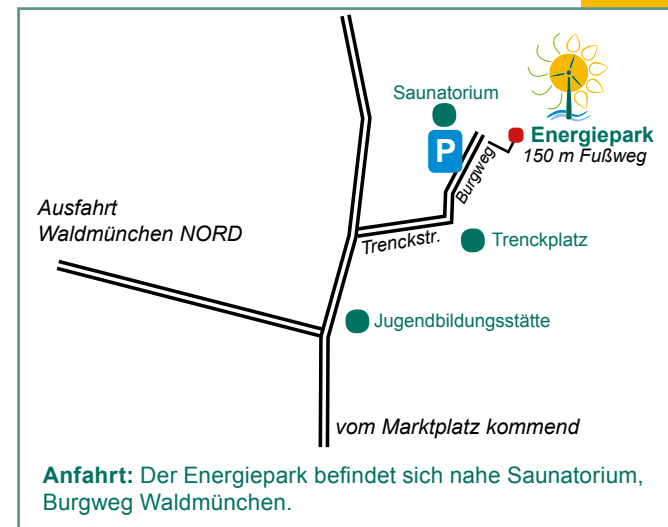 Saunatorium
P
Energiepark
150 m Fußweg
Burgweg
Ausfahrt
Waldmünchen NORD
Trenckstr.
Trenckplatz
Jugendbildungsstätte
vom Marktplatz kommend
Anfahrt: Der Energiepark befindet sich nahe Saunatorium,
Burgweg Waldmünchen.